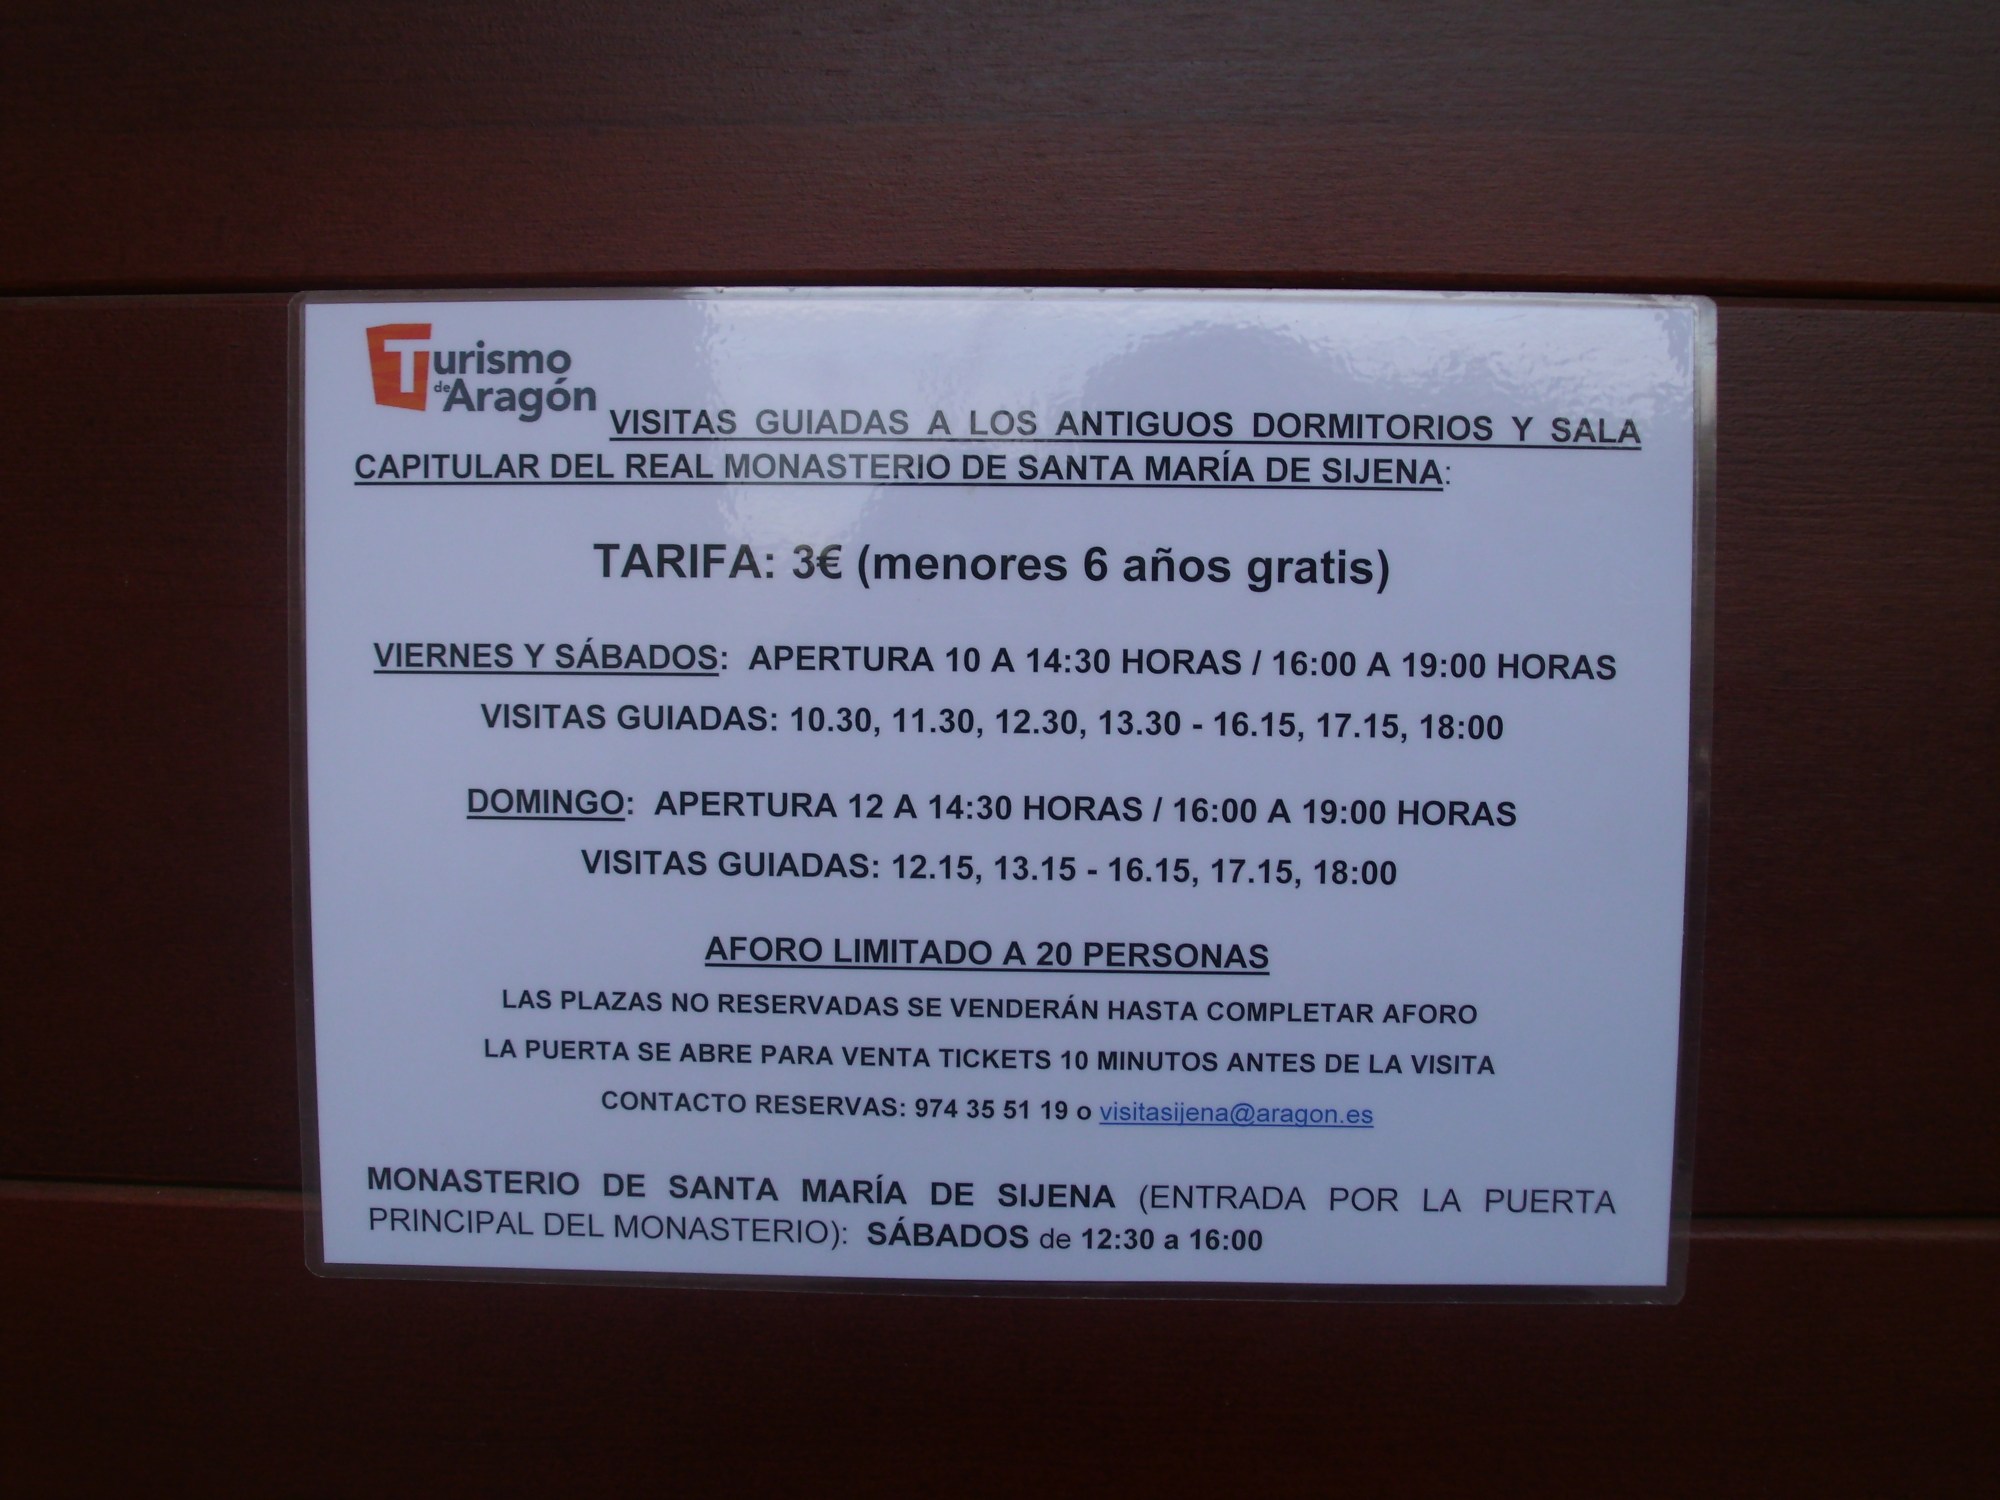 Turismo
de Aragón
VISITAS GUIADAS A LOS ANTIGUOS DORMITORIOS Y SALA
CAPITULAR DEL REAL MONASTERIO DE SANTA MARÍA DE SIJENA:
TARIFA: 3€ (menores 6 años gratis)
VIERNES Y SÁBADOS: APERTURA 10 A 14:30 HORAS / 16:00 A 19:00 HORAS
VISITAS GUIADAS: 10.30, 11.30, 12.30, 13.30 - 16.15, 17.15, 18:00
DOMINGO: APERTURA 12 A 14:30 HORAS / 16:00 A 19:00 HORAS
VISITAS GUIADAS: 12.15, 13.15 - 16.15, 17.15, 18:00
AFORO LIMITADO A 20 PERSONAS
LAS PLAZAS NO RESERVADAS SE VENDERÁN HASTA COMPLETAR AFORO
LA PUERTA SE ABRE PARA VENTA TICKETS 10 MINUTOS ANTES DE LA VISITA
CONTACTO RESERVAS: 974 35 51 19 o visitasijena@aragon.es
MONASTERIO DE SANTA MARÍA DE SIJENA (ENTRADA POR LA PUERTA
PRINCIPAL DEL MONASTERIO): SÁBADOS de 12:30 a 16:00